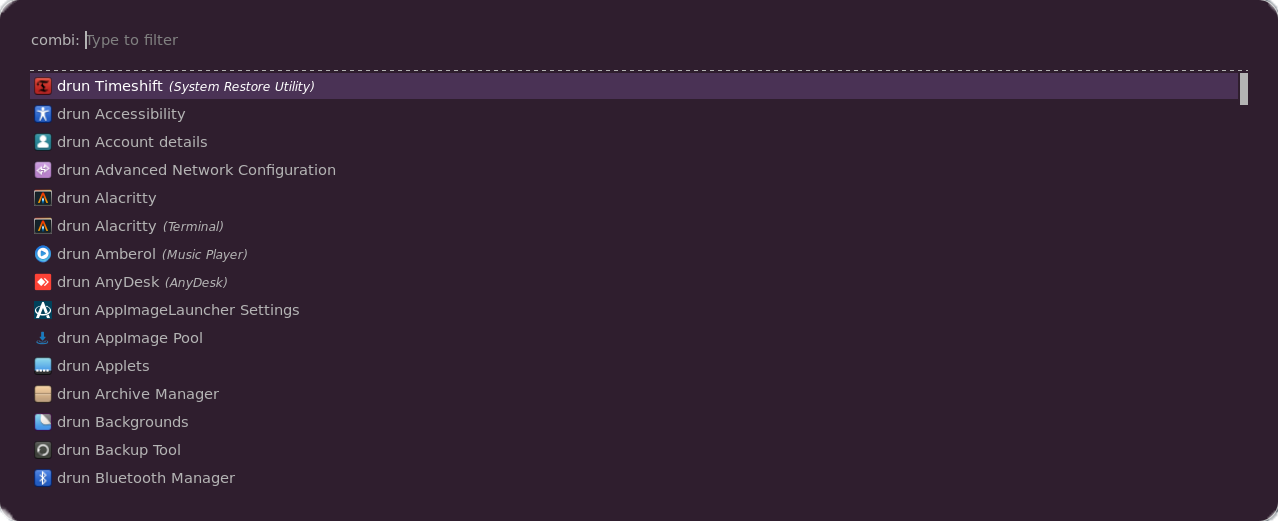 combi: Type to filter
drun Timeshift (System Restore Utility)
drun Accessibility
drun Account details
drun Advanced Network Configuration
drun Alacritty
drun Alacritty (Terminal)
drun Amberol (Music Player)
drun AnyDesk (AnyDesk)
drun AppImageLauncher Settings
drun AppImage Pool
drun Applets
drun Archive Manager
drun Backgrounds
drun Backup Tool
drun Bluetooth Manager